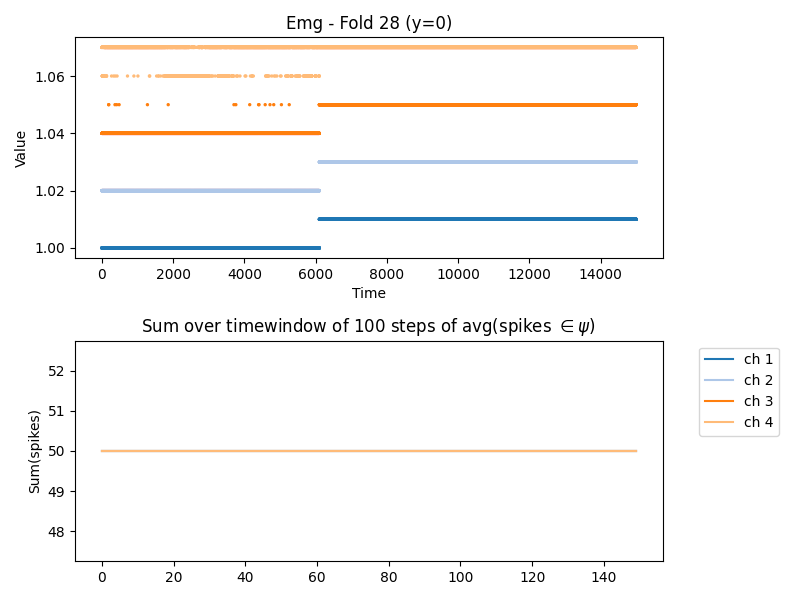 Emg - Fold 28 (y=0)
Value
1.06
1.04
1.02
1.00
0 2000 4000 6000 8000 10000 12000 14000
Time
Sum over timewindow of 100 steps of avg(spikes ∈ ψ)
Sum(spikes)
52
51
50
49
48
0 20 40 60 80 100 120 140
ch 1
ch 2
ch 3
ch 4